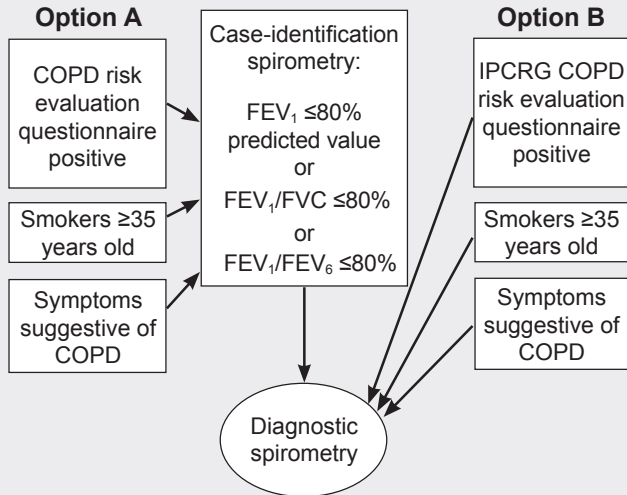 Option A
COPD risk
evaluation
questionnaire
positive
Smokers ≥35
years old
Symptoms
suggestive of
COPD
Case-identification
spirometry:
FEV₁ ≤80%
predicted value
or
FEV₁/FVC ≤80%
or
FEV₁/FEV₆ ≤80%
Option B
IPCRG COPD
risk evaluation
questionnaire
positive
Smokers ≥35
years old
Symptoms
suggestive of
COPD
Diagnostic
spirometry